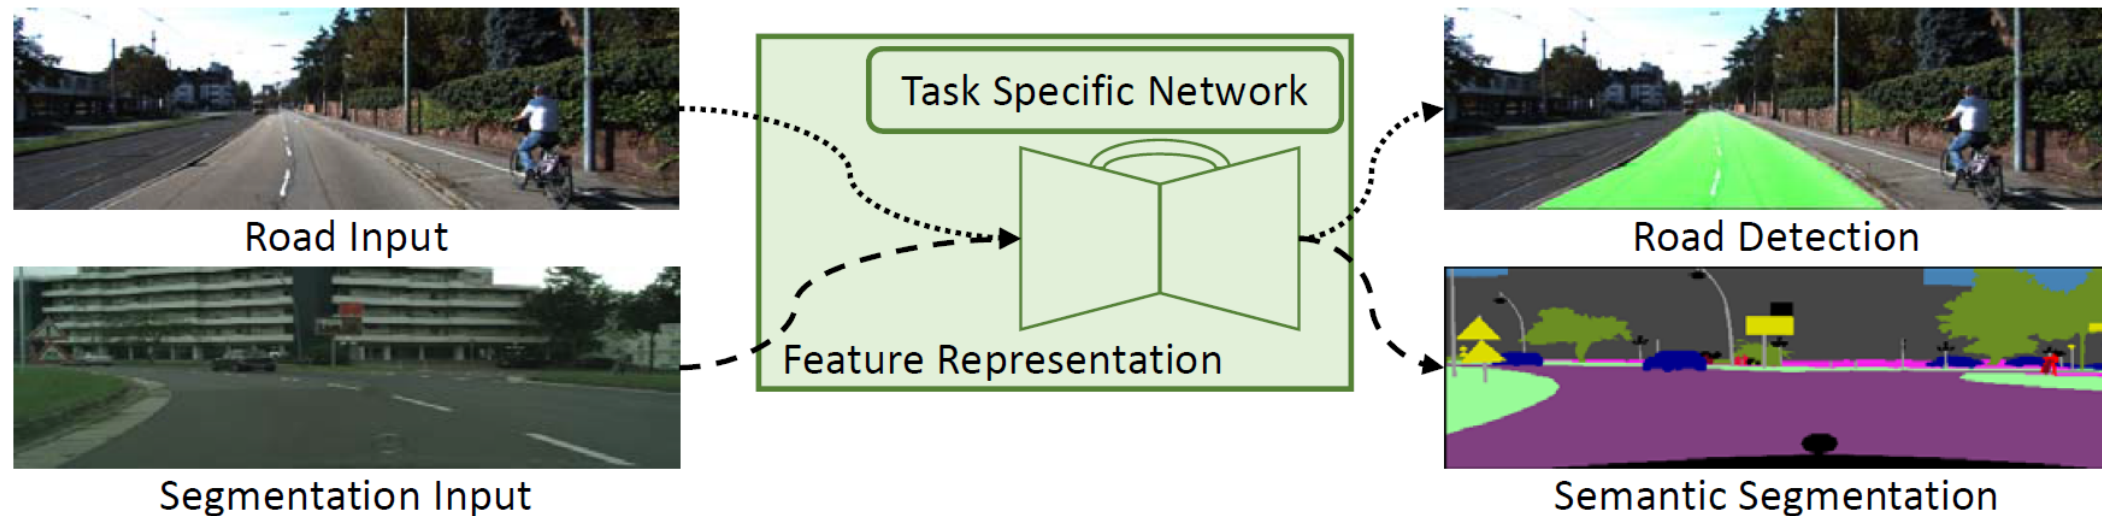 Task Specific Network
Feature Representation
Road Input
Road Detection
Segmentation Input
Semantic Segmentation